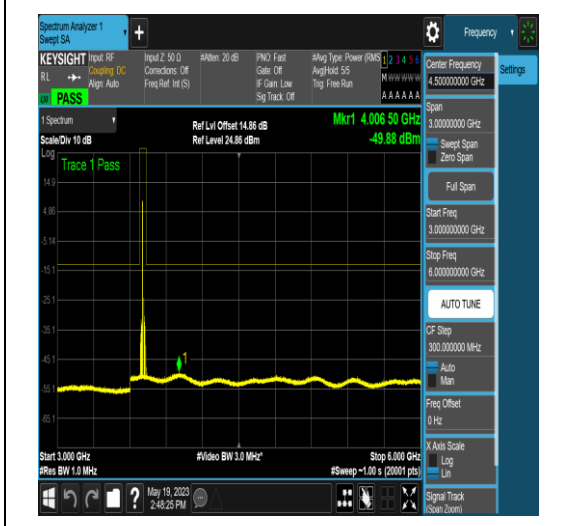 Spectrum Analyzer 1
Swept SA
+
Frequency
KEYSIGHT
RL
Input: RF
Coupling: DC
Align: Auto
Input Z: 50 Ω
Corrections: Off
Freq Ref: Int (S)
#Atten: 20 dB
PNO: Fast
Gate: Off
IF Gain: Low
Sig Track: Off
#Avg Type: Power (RMS
Avg|Hold: 5/5
Trig: Free Run
1 2 3 4 5 6
M W W W W W
A A A A A A
PASS
1 Spectrum
Scale/Div 10 dB
Ref Lvl Offset 14.86 dB
Ref Level 24.86 dBm
Mkr1 4.006 50 GHz
-49.88 dBm
Log
Trace 1 Pass
14.9
4.86
-5.14
-15.1
-25.1
-35.1
-45.1
-55.1
-65.1
1
Start 3.000 GHz
#Res BW 1.0 MHz
#Video BW 3.0 MHz*
Stop 6.000 GHz
#Sweep ~1.00 s (20001 pts)
?
May 19, 2023
2:48:25 PM
Center Frequency
4.500000000 GHz
Settings
Span
3.00000000 GHz
Swept Span
Zero Span
Full Span
Start Freq
3.000000000 GHz
Stop Freq
6.000000000 GHz
AUTO TUNE
CF Step
300.000000 MHz
Auto
Man
Freq Offset
0 Hz
X Axis Scale
Log
Lin
Signal Track
(Span Zoom)